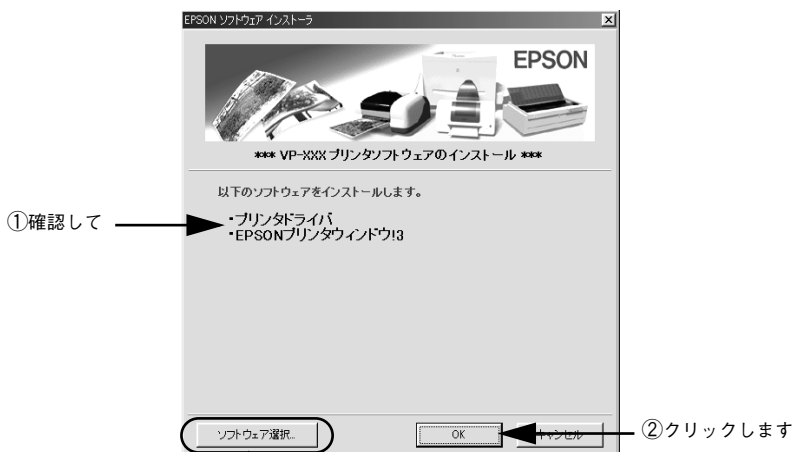 EPSON ソフトウェア インストーラ
EPSON
*** VP-XXX プリンタソフトウェアのインストール ***
以下のソフトウェアをインストールします。
①確認して
・プリンタドライバ
・EPSONプリンタウィンドウ!3
ソフトウェア選択...
OK
キャンセル
②クリックします